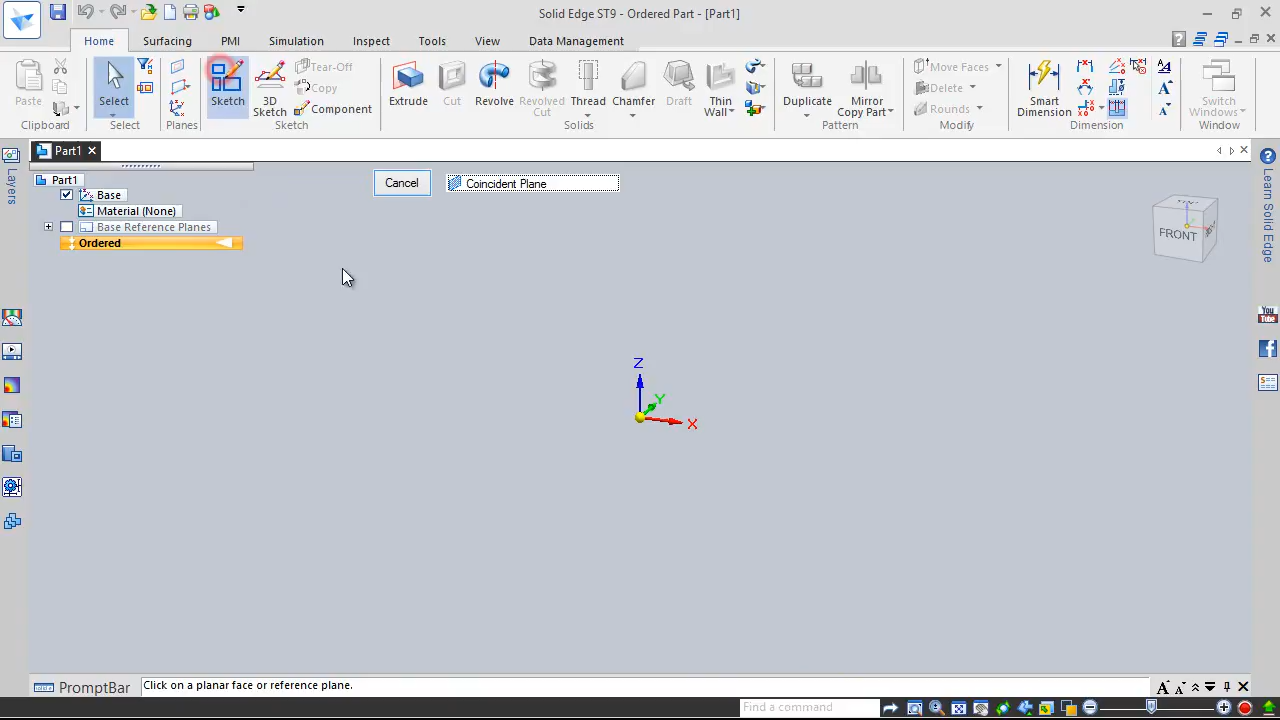 Solid Edge ST9 - Ordered Part - [Part1]
Home
Surfacing
PMI
Simulation
Inspect
Tools
View
Data Management
Paste
Clipboard
Select
Select
Planes
Sketch
3D
Sketch
Tear-Off
Copy
Component
Sketch
Extrude
Cut
Revolve
Revolved
Cut
Thread
Chamfer
Draft
Thin
Wall
Solids
Duplicate
Mirror
Copy Part
Pattern
Move Faces
Delete
Rounds
Modify
Smart
Dimension
Dimension
Switch
Windows
Window
Part1
Layers
Part1
Base
Material (None)
Base Reference Planes
Ordered
Cancel
Coincident Plane
FRONT
Learn Solid Edge
You
Tube
Z
Y
X
PromptBar
Click on a planar face or reference plane.
Find a command